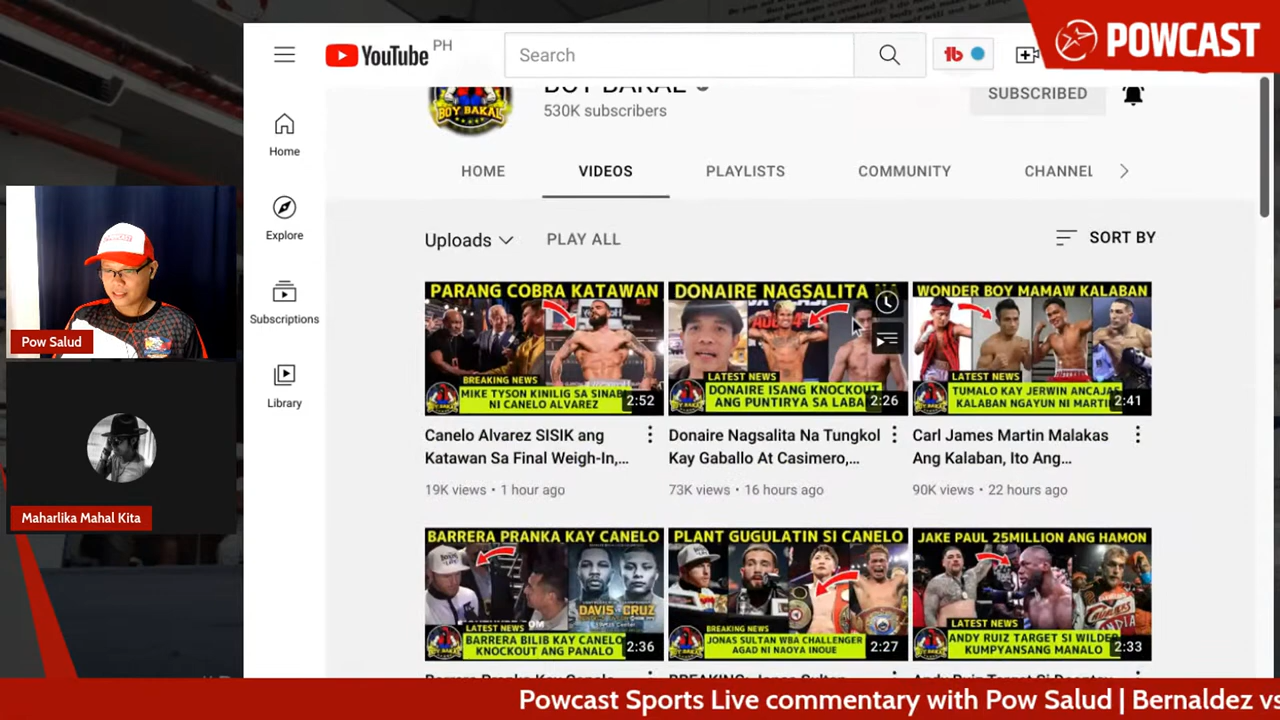 POWCAST
YouTube PH
Search
BOY BAKAL
530K subscribers
SUBSCRIBED
Home
Explore
Subscriptions
Library
HOME
VIDEOS
PLAYLISTS
COMMUNITY
CHANNEL
Uploads
PLAY ALL
SORT BY
Pow Salud
Maharlika Mahal Kita
PARANG COBRA KATAWAN
BREAKING NEWS
MIKE TYSON KINILIG SA SINAB
NI CANELO ALVAREZ
2:52
Canelo Alvarez SISIK ang
Katawan Sa Final Weigh-In,...
19K views • 1 hour ago
DONAIRE NAGSALITA
LATEST NEWS
DONAIRE ISANG KNOCKOUT
ANG PUNTIRYA SA LABA
2:26
Donaire Nagsalita Na Tungkol
Kay Gaballo At Casimero,...
73K views • 16 hours ago
WONDER BOY MAMAW KALABAN
LATEST NEWS
TUMALO KAY JERWIN ANCAJAS
KALABAN NGAYUN NI MARTI
2:41
Carl James Martin Malakas
Ang Kalaban, Ito Ang...
90K views • 22 hours ago
BARRERA PRANKA KAY CANELO
DAVIS CRUZ
LATEST NEWS
BARRERA BILIB KAY CANELO
KNOCKOUT ANG PANALO
2:36
PLANT GUGULATIN SI CANELO
BREAKING NEWS
JONAS SULTAN WBA CHALLENGER
AGAD NI NAOYA INOUE
2:27
JAKE PAUL 25MILLION ANG HAMON
LATEST NEWS
ANDY RUIZ TARGET SI WILDE
KUMPYANSANG MANALO
2:33
Powcast Sports Live commentary with Pow Salud | Bernaldez vs